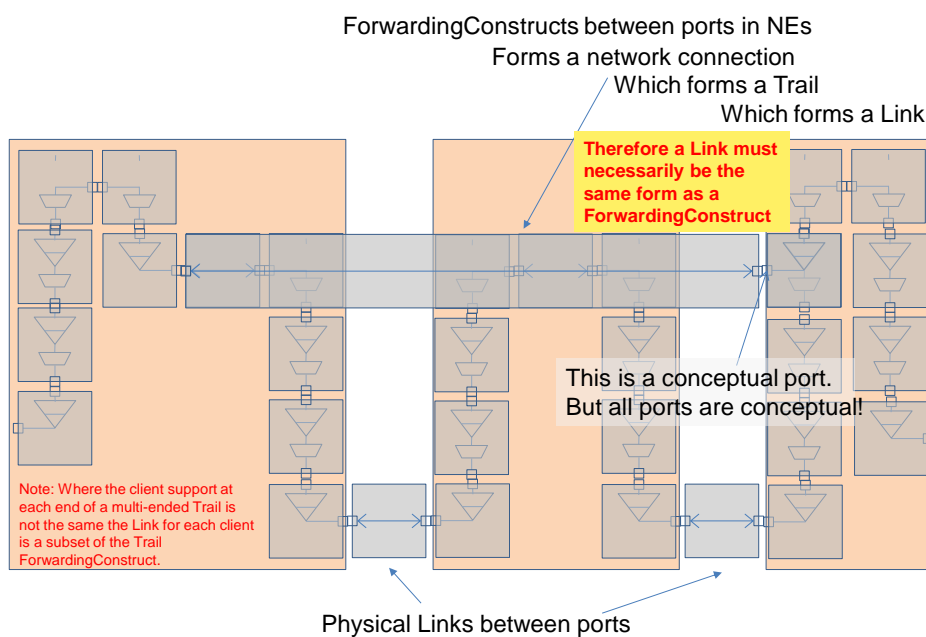 ForwardingConstructs between ports in NEs
Forms a network connection
Which forms a Trail
Which forms a Link
Therefore a Link must
necessarily be the
same form as a
ForwardingConstruct
This is a conceptual port.
But all ports are conceptual!
Note: Where the client support at
each end of a multi-ended Trail is
not the same the Link for each client
is a subset of the Trail
ForwardingConstruct.
Physical Links between ports